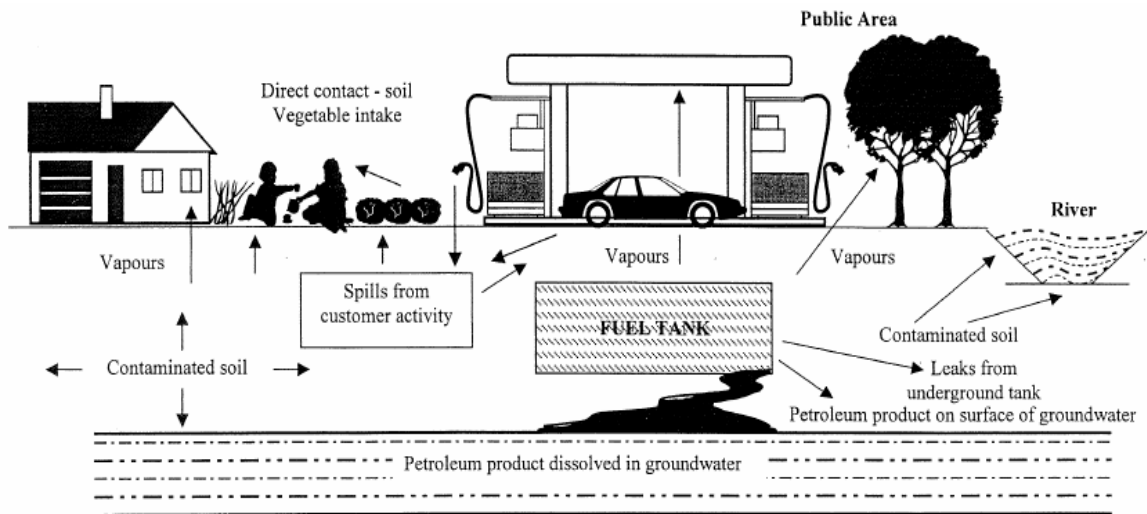 Public Area
Direct contact - soil
Vegetable intake
River
Vapours
Vapours
Vapours
Spills from
customer activity
FUEL TANK
Contaminated soil
Contaminated soil
Leaks from
underground tank
Petroleum product on surface of groundwater
Petroleum product dissolved in groundwater